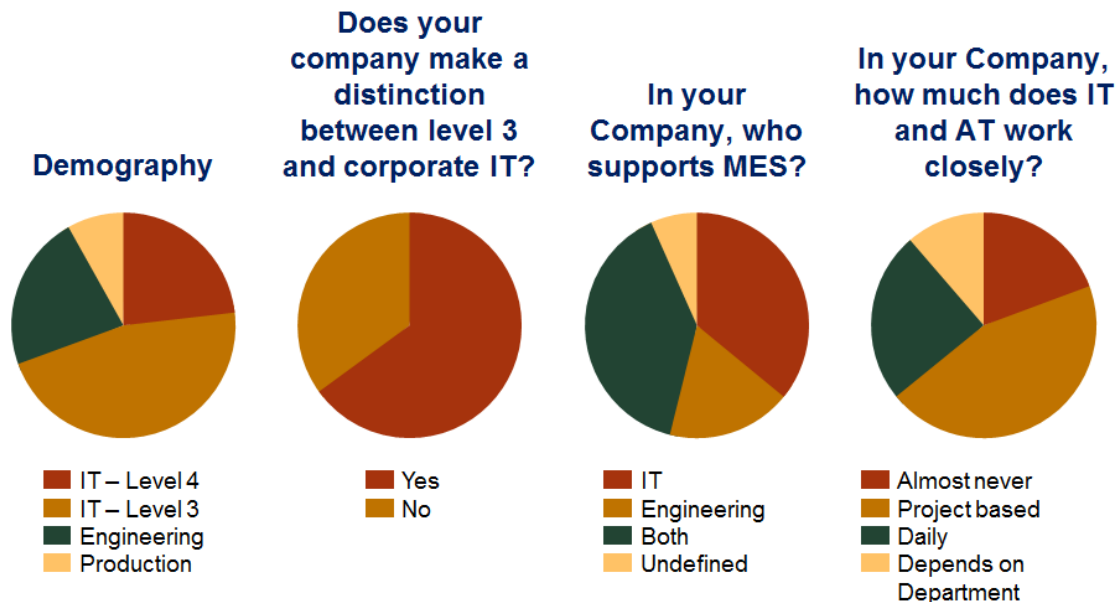 Demography
IT – Level 4
IT – Level 3
Engineering
Production
Does your
company make a
distinction
between level 3
and corporate IT?
Yes
No
In your
Company, who
supports MES?
IT
Engineering
Both
Undefined
In your Company,
how much does IT
and AT work
closely?
Almost never
Project based
Daily
Depends on
Department